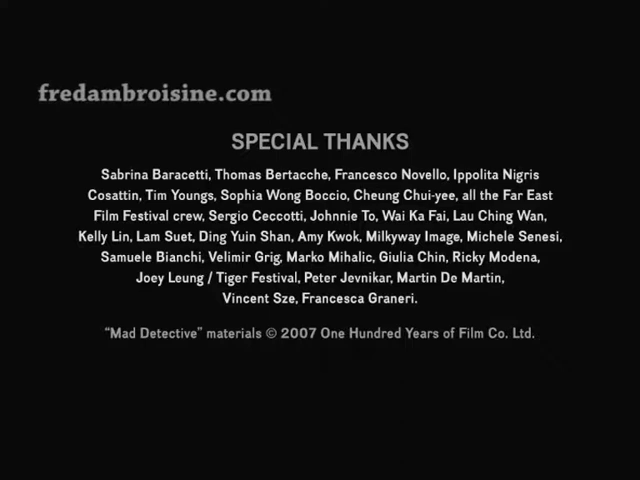 fredambroisine.com
SPECIAL THANKS
Sabrina Baracetti, Thomas Bertacche, Francesco Novello, Ippolita Nigris
Cosattin, Tim Youngs, Sophia Wong Boccio, Cheung Chui-yee, all the Far East
Film Festival crew, Sergio Ceccotti, Johnnie To, Wai Ka Fai, Lau Ching Wan,
Kelly Lin, Lam Suet, Ding Yuin Shan, Amy Kwok, Milkyway Image, Michele Senesi,
Samuele Bianchi, Velimir Grig, Marko Mihalic, Giulia Chin, Ricky Modena,
Joey Leung / Tiger Festival, Peter Jevnikar, Martin De Martin,
Vincent Sze, Francesca Graneri.
“Mad Detective” materials © 2007 One Hundred Years of Film Co. Ltd.